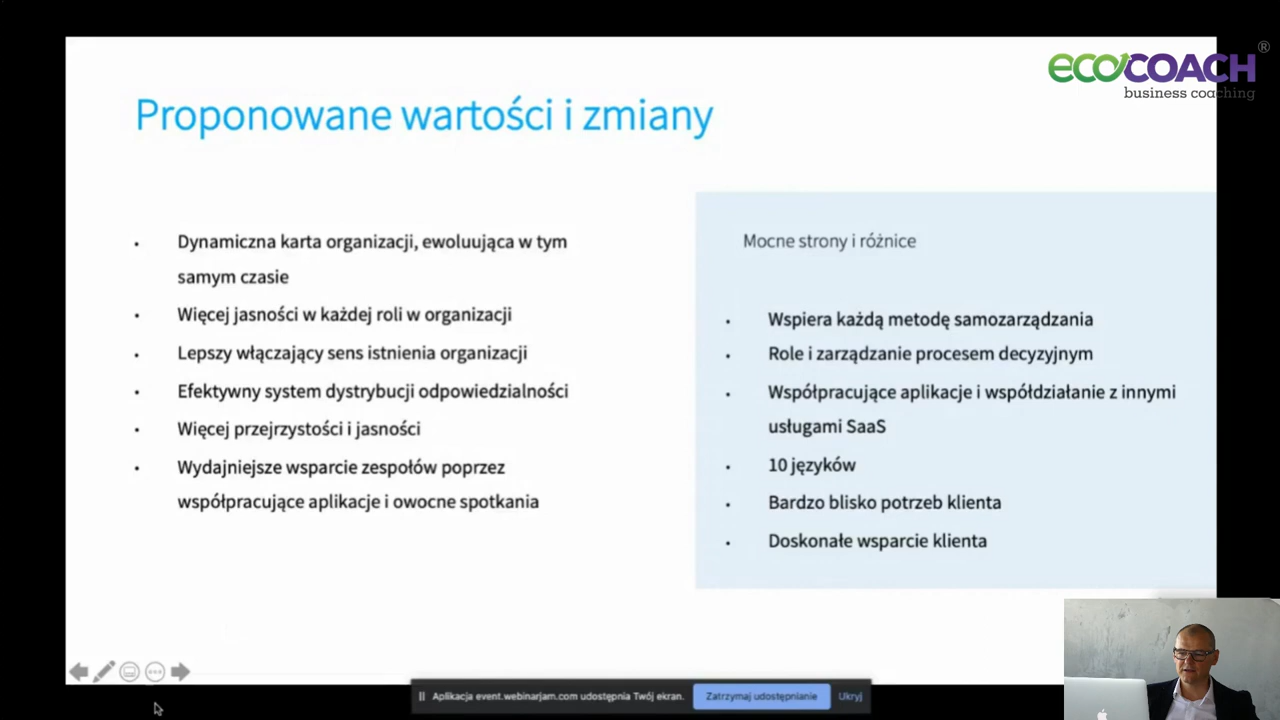 ecocoach
®
business coaching
Proponowane wartości i zmiany
Dynamiczna karta organizacji, ewoluująca w tym
samym czasie
Więcej jasności w każdej roli w organizacji
Lepszy włączający sens istnienia organizacji
Efektywny system dystrybucji odpowiedzialności
Więcej przejrzystości i jasności
Wydajniejsze wsparcie zespołów poprzez
współpracujące aplikacje i owocne spotkania
Mocne strony i różnice
Wspiera każdą metodę samozarządzania
Role i zarządzanie procesem decyzyjnym
Współpracujące aplikacje i współdziałanie z innymi
usługami SaaS
10 języków
Bardzo blisko potrzeb klienta
Doskonałe wsparcie klienta
Aplikacja event.webinarjam.com udostępnia Twój ekran.
Zatrzymaj udostępnianie
Ukryj